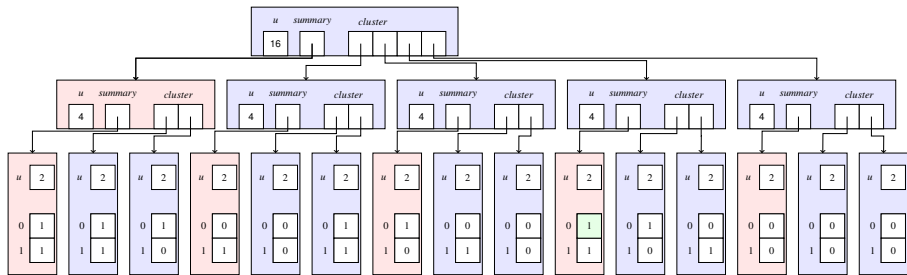 u summary cluster
16
u summary cluster u summary cluster u summary cluster u summary cluster u summary cluster
4 4 4 4 4
u 2 u 2 u 2 u 2 u 2 u 2 u 2 u 2 u 2 u 2 u 2 u 2 u 2 u 2 u 2
0 1 0 1 0 1 0 0 0 0 0 1 0 1 0 0 0 0 0 1 0 1 0 0 0 0 0 0 0 0
1 1 1 1 1 0 1 1 1 0 1 1 1 0 1 1 1 0 1 1 1 0 1 1 1 0 1 0 1 0